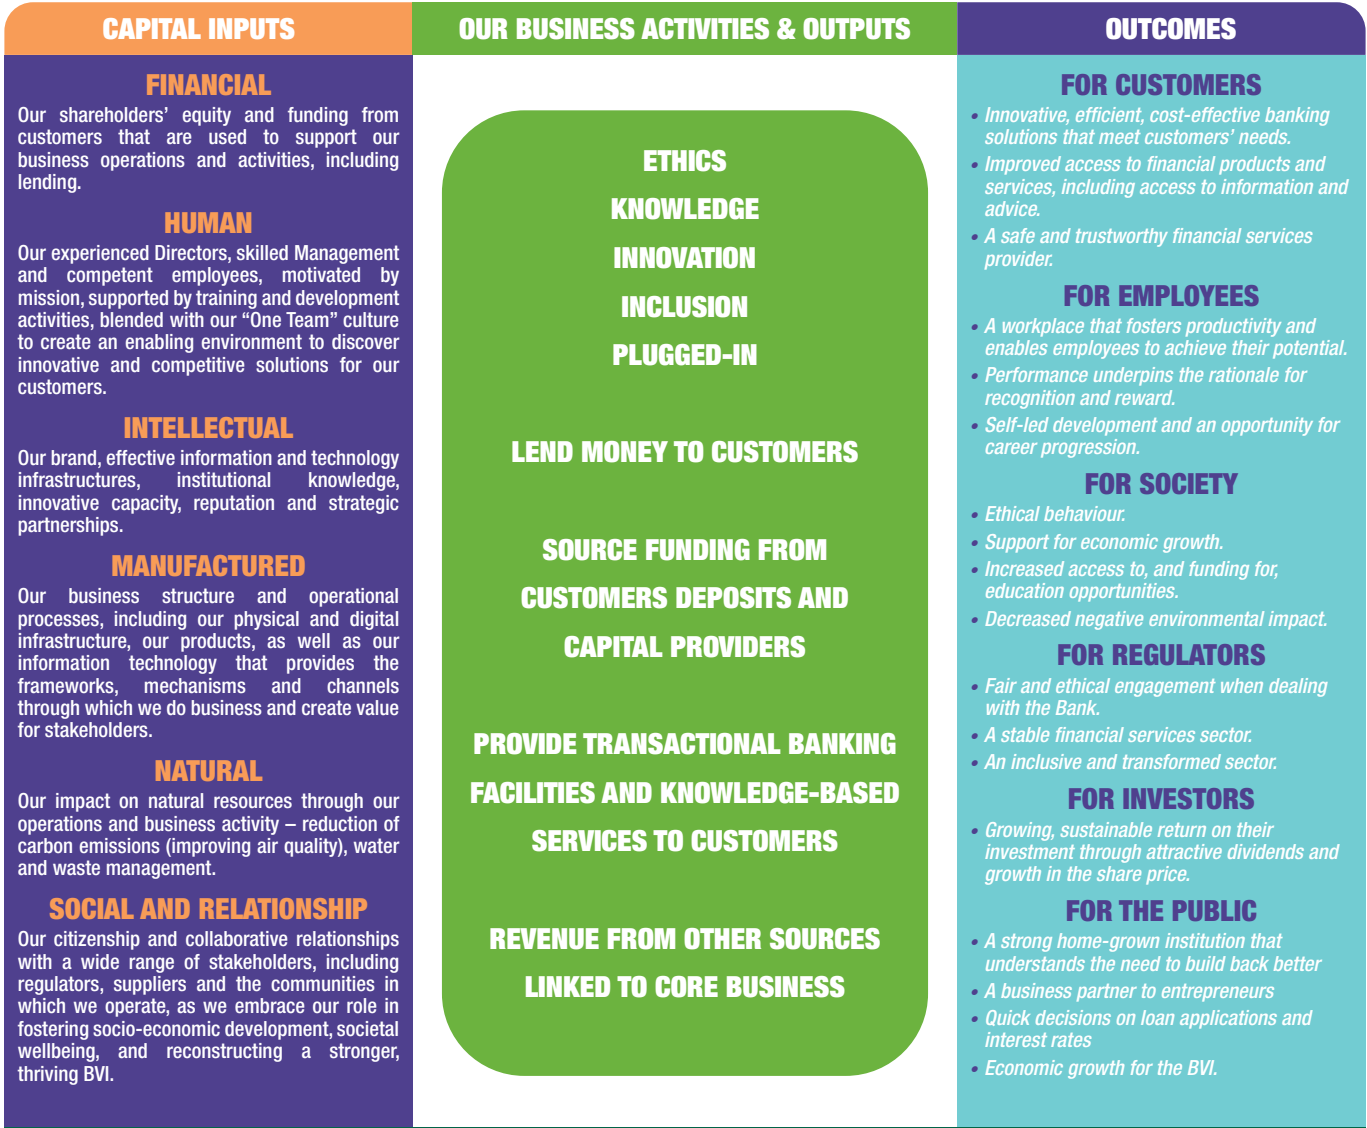 CAPITAL INPUTS
FINANCIAL
Our shareholders’ equity and funding from
customers that are used to support our
business operations and activities, including
lending.
HUMAN
Our experienced Directors, skilled Management
and competent employees, motivated by
mission, supported by training and development
activities, blended with our “One Team” culture
to create an enabling environment to discover
innovative and competitive solutions for our
customers.
INTELLECTUAL
Our brand, effective information and technology
infrastructures, institutional knowledge,
innovative capacity, reputation and strategic
partnerships.
MANUFACTURED
Our business structure and operational
processes, including our physical and digital
infrastructure, our products, as well as our
information technology that provides the
frameworks, mechanisms and channels
through which we do business and create value
for stakeholders.
NATURAL
Our impact on natural resources through our
operations and business activity – reduction of
carbon emissions (improving air quality), water
and waste management.
SOCIAL AND RELATIONSHIP
Our citizenship and collaborative relationships
with a wide range of stakeholders, including
regulators, suppliers and the communities in
which we operate, as we embrace our role in
fostering socio-economic development, societal
wellbeing, and reconstructing a stronger,
thriving BVI.
OUR BUSINESS ACTIVITIES & OUTPUTS
ETHICS
KNOWLEDGE
INNOVATION
INCLUSION
PLUGGED-IN
LEND MONEY TO CUSTOMERS
SOURCE FUNDING FROM
CUSTOMERS DEPOSITS AND
CAPITAL PROVIDERS
PROVIDE TRANSACTIONAL BANKING
FACILITIES AND KNOWLEDGE-BASED
SERVICES TO CUSTOMERS
REVENUE FROM OTHER SOURCES
LINKED TO CORE BUSINESS
OUTCOMES
FOR CUSTOMERS
• Innovative, efficient, cost-effective banking
solutions that meet customers’ needs.
• Improved access to financial products and
services, including access to information and
advice.
• A safe and trustworthy financial services
provider.
FOR EMPLOYEES
• A workplace that fosters productivity and
enables employees to achieve their potential.
• Performance underpins the rationale for
recognition and reward.
• Self-led development and an opportunity for
career progression.
FOR SOCIETY
• Ethical behaviour.
• Support for economic growth.
• Increased access to, and funding for,
education opportunities.
• Decreased negative environmental impact.
FOR REGULATORS
• Fair and ethical engagement when dealing
with the Bank.
• A stable financial services sector.
• An inclusive and transformed sector.
FOR INVESTORS
• Growing, sustainable return on their
investment through attractive dividends and
growth in the share price.
FOR THE PUBLIC
• A strong home-grown institution that
understands the need to build back better
• A business partner to entrepreneurs
• Quick decisions on loan applications and
interest rates
• Economic growth for the BVI.